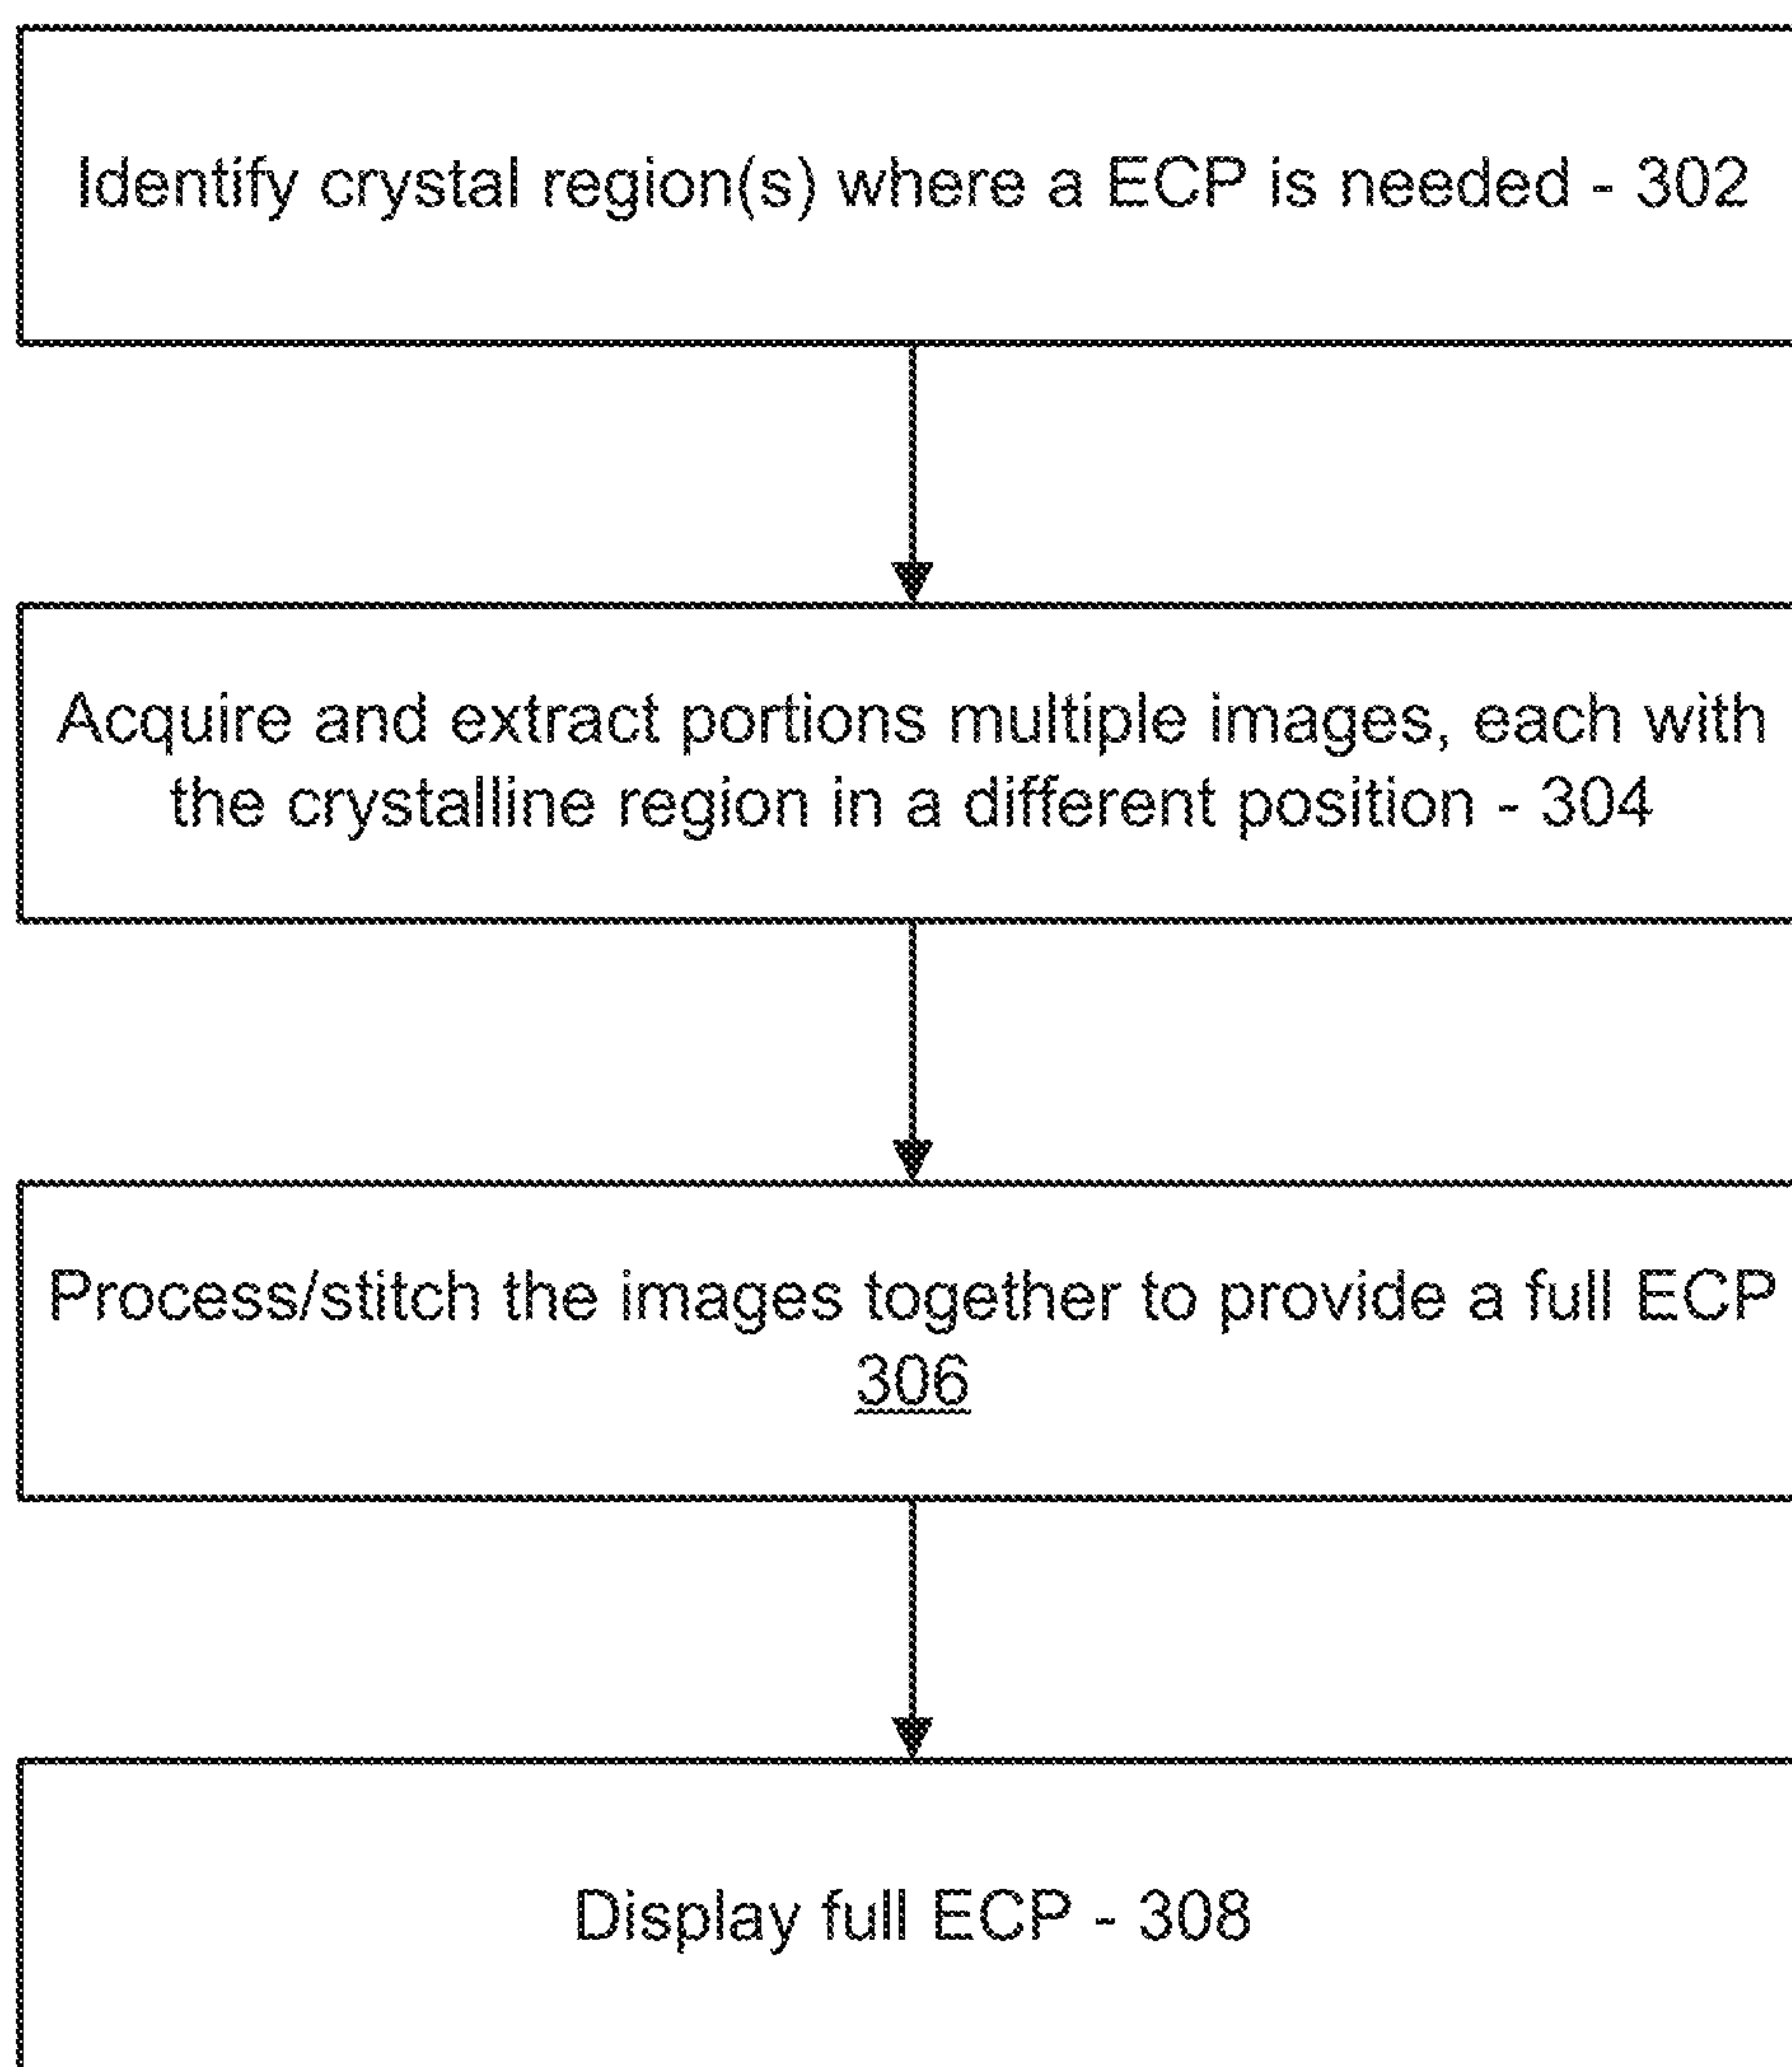 Identify crystal region(s) where a ECP is needed - 302
Acquire and extract portions multiple images, each with
the crystalline region in a different position - 304
Process/stitch the images together to provide a full ECP
306
Display full ECP - 308